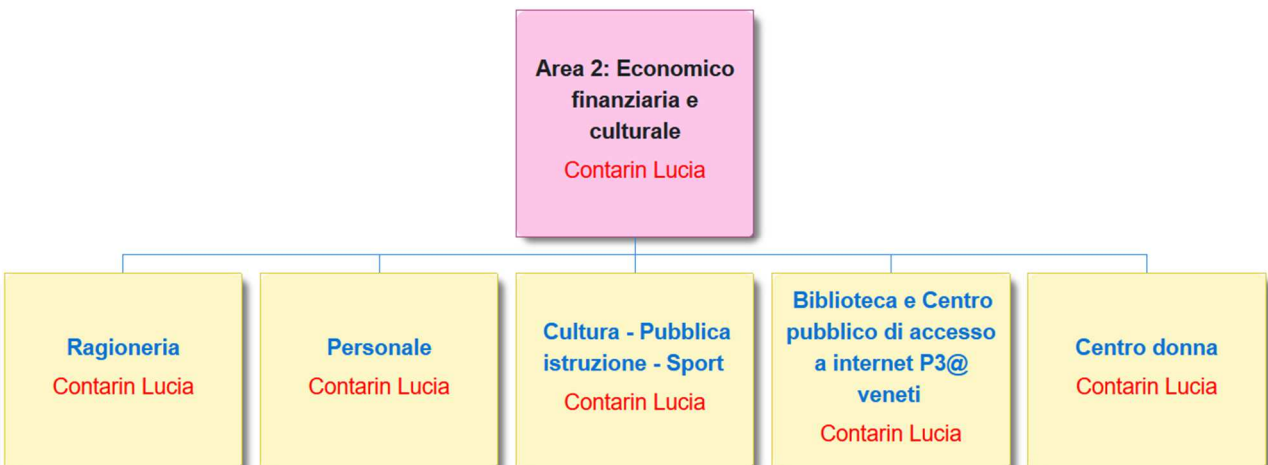 Area 2: Economico
finanziaria e
culturale
Contarin Lucia
Ragioneria
Contarin Lucia
Personale
Contarin Lucia
Cultura - Pubblica
istruzione - Sport
Contarin Lucia
Biblioteca e Centro
pubblico di accesso
a internet P3@
veneti
Contarin Lucia
Centro donna
Contarin Lucia